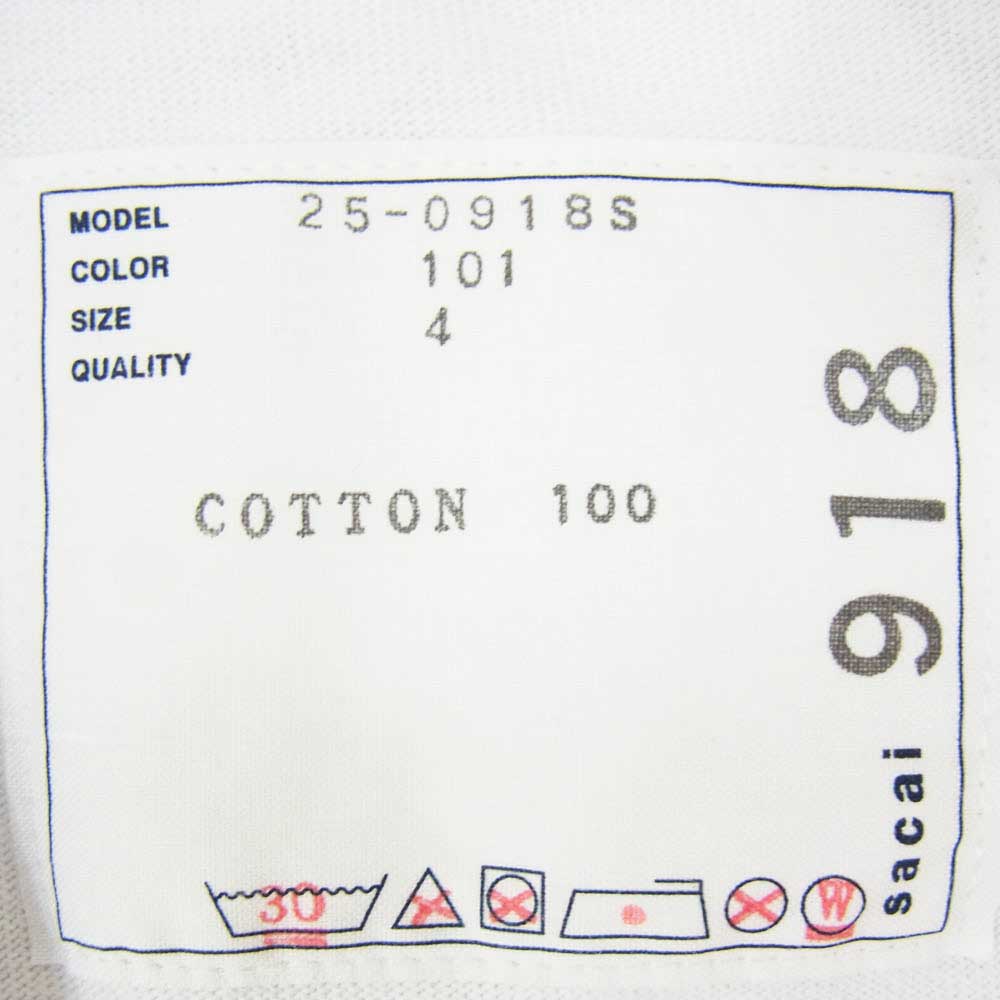 MODEL 25-0918S
COLOR 101
SIZE 4
QUALITY
COTTON 100
sacai 918
30
W